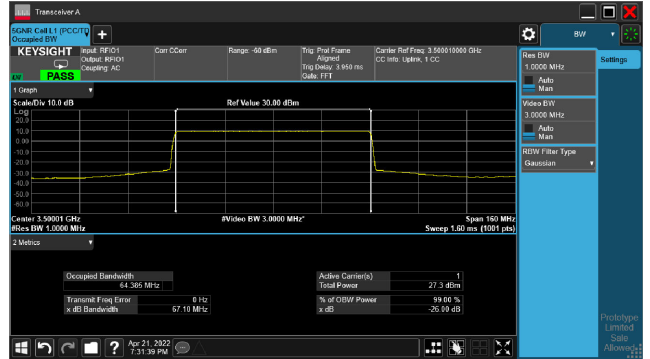 Transceiver A
5GNR Call L1 (PCC/TD
Occupied BW
BW
KEYSIGHT
Input: RFIO1
Output: RFIO1
Coupling: AC
Corr CCorr
Range: -60 dBm
Trig: Prot Frame
Aligned
Trig Delay: 3.950 ms
Gate: FFT
Carrier Ref Freq: 3.500010000 GHz
CC Info: Uplink, 1 CC
PASS
Res BW
1.0000 MHz
Auto
Man
Settings
Video BW
3.0000 MHz
Auto
Man
RBW Filter Type
Gaussian
1 Graph
Scale/Div 10.0 dB
Ref Value 30.00 dBm
Log
20.0
10.0
0.00
-10.0
-20.0
-30.0
-40.0
-50.0
-60.0
Center 3.50001 GHz
#Video BW 3.0000 MHz*
Span 160 MHz
#Res BW 1.0000 MHz
Sweep 1.60 ms (1001 pts)
2 Metrics
Occupied Bandwidth
64.385 MHz
Active Carrier(s) 1
Total Power 27.3 dBm
Transmit Freq Error 0 Hz
x dB Bandwidth 67.10 MHz
% of OBW Power 99.00 %
x dB -26.00 dB
Prototype
Limited
Sale
Allowed
Apr 21, 2022
7:31:39 PM